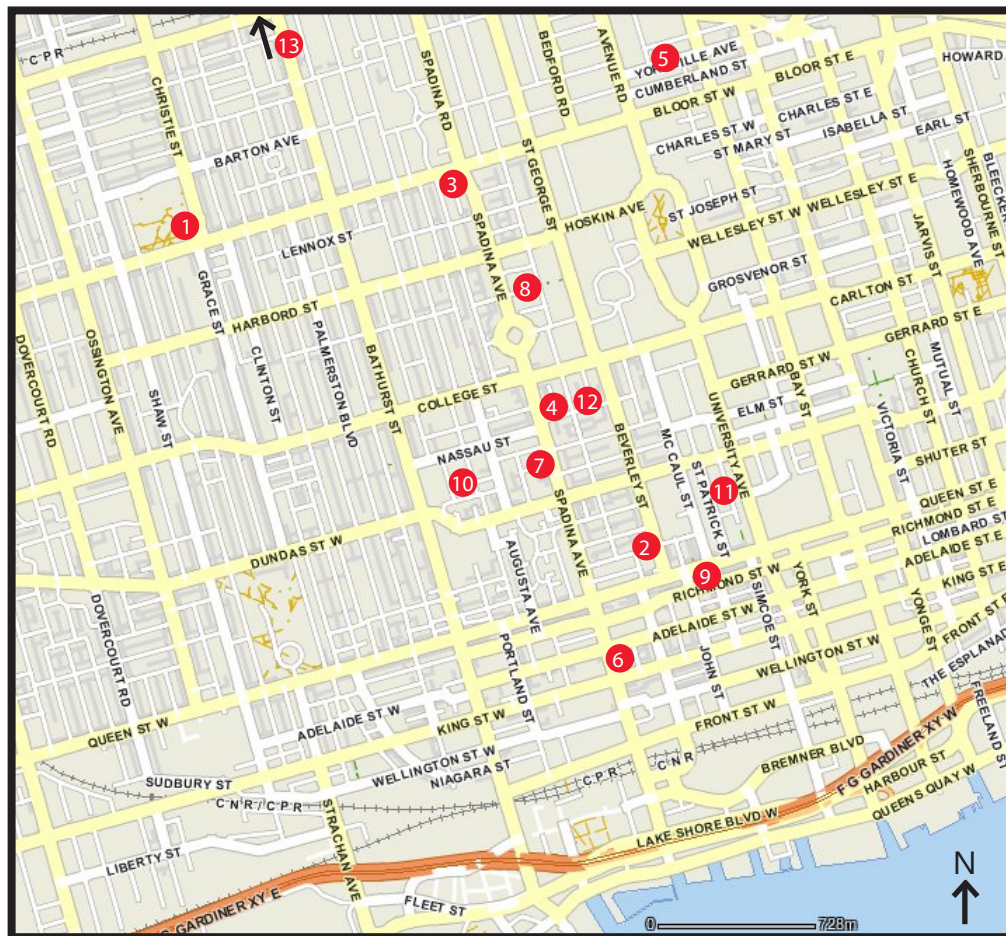 13
C P R
CHRISTIE ST
BARTON AVE
SPADINA RD
BEDFORD RD
AVENUE RD
5
YORKVILLE AVE
CUMBERLAND ST
BLOOR ST E
BLOOR ST W
HOWARD
CHARLES ST E
ISABELLA ST
EARL ST
CHARLES ST W
ST MARY ST
3
ST GEORGE ST
HOSKIN AVE
ST JOSEPH ST
WELLESLEY ST W
WELLESLEY ST E
HOMEWOOD AVE
SHERBOURNE ST
1
LENNOX ST
SPADINA AVE
8
GROSVENOR ST
CARLTON ST
JARVIS ST
GERRARD ST E
GRACE ST
HARBORD ST
CLINTON ST
PALMERSTON BLVD
BATHURST ST
DOVERCOURT RD
OSSINGTON AVE
SHAW ST
COLLEGE ST
4
12
GERRARD ST W
ELM ST
BAY ST
CHURCH ST
MUTUAL ST
UNIVERSITY AVE
VICTORIA ST
NASSAU ST
7
10
BEVERLEY ST
MC CAUL ST
ST PATRICK ST
11
SHUTER ST
QUEEN ST E
RICHMOND ST E
LOMBARD ST
ADELAIDE ST E
KING ST E
FRONT ST E
DUNDAS ST W
AUGUSTA AVE
SPADINA AVE
2
9
RICHMOND ST W
YORK ST
SIMCOE ST
ADELAIDE ST W
YONGE ST
THE ESPLANA
DOVERCOURT RD
PORTLAND ST
6
JOHN ST
WELLINGTON ST W
FRONT ST W
FREELAND ST
QUEEN ST W
ADELAIDE ST W
KING ST W
WELLINGTON ST W
NIAGARA ST
C P R
C N R
BREMNER BLVD
F G GARDINER XY W
HARBOUR ST
QUEENS QUAY W
SUDBURY ST
C N R / C P R
STRACHAN AVE
LAKE SHORE BLVD W
LIBERTY ST
GARDINER XY E
FLEET ST
N
0
728m